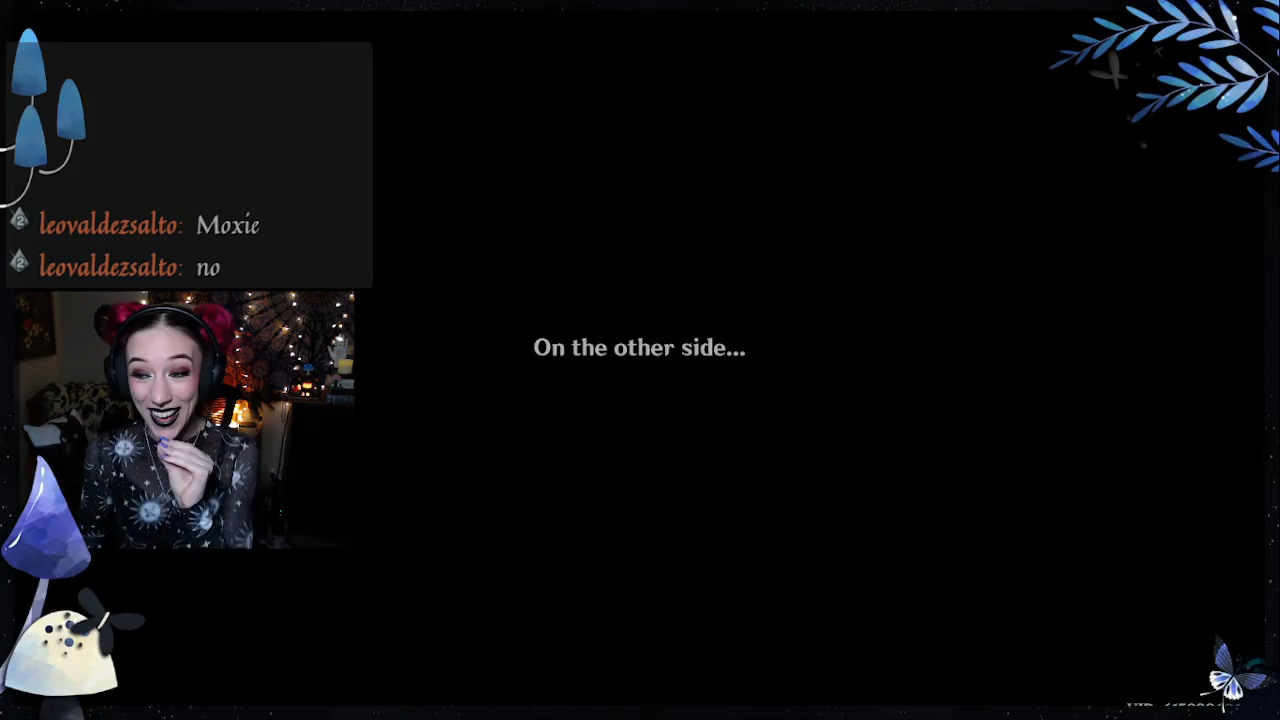 leovaldezsalto: Moxie
leovaldezsalto: no
On the other side...